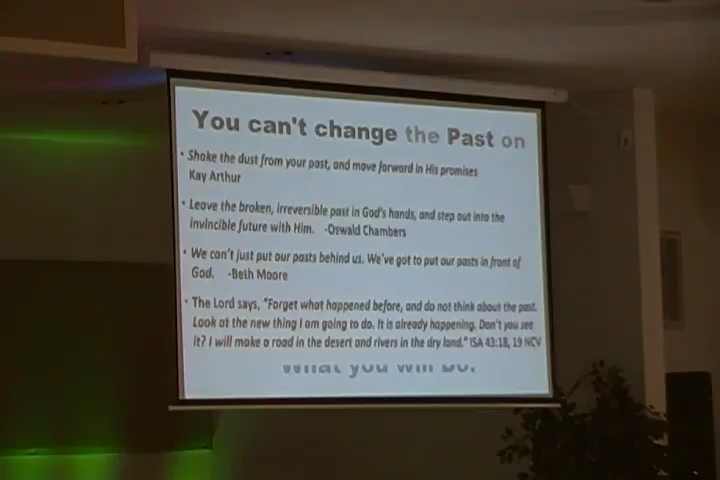 You can't change the Past on
• Shake the dust from your past, and move forward in His promises
Kay Arthur
• Leave the broken, irreversible past in God's hands, and step out into the
invincible future with Him. -Oswald Chambers
• We can't just put our pasts behind us. We've got to put our pasts in front of
God. -Beth Moore
• The Lord says, "Forget what happened before, and do not think about the past.
Look at the new thing I am going to do. It is already happening. Don't you see
it? I will make a road in the desert and rivers in the dry land." ISA 43:18, 19 NCV
what you will